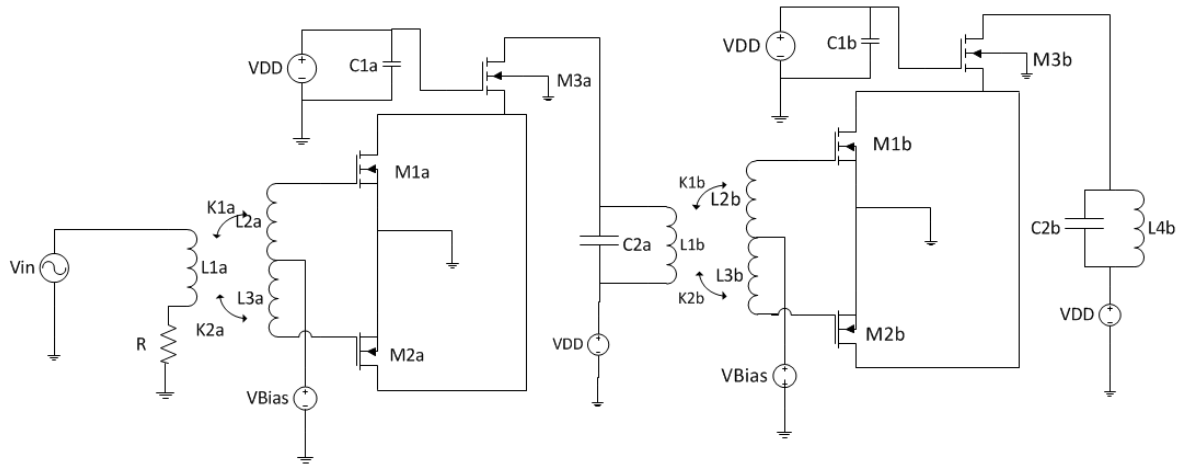 VDD
C1a
M3a
M1a
K1a
L2a
Vin
L1a
L3a
K2a
R
M2a
VBias
C2a
L1b
VDD
VDD
C1b
M3b
M1b
K1b
L2b
L3b
K2b
M2b
VBias
C2b
L4b
VDD